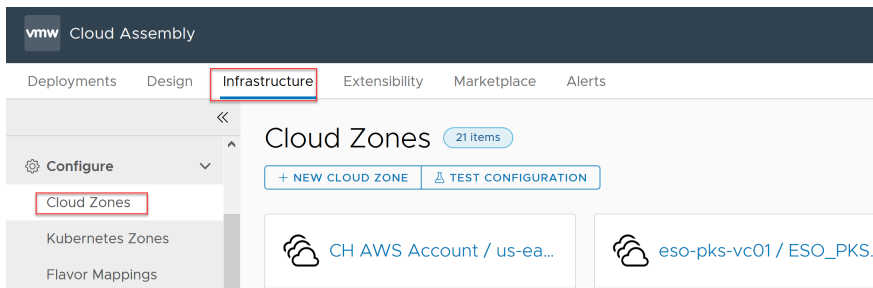 vmw Cloud Assembly
Deployments Design Infrastructure Extensibility Marketplace Alerts
Cloud Zones 21 items
Configure
+ NEW CLOUD ZONE TEST CONFIGURATION
Cloud Zones
Kubernetes Zones
CH AWS Account / us-ea... eso-pks-vc01 / ESO_PKS.
Flavor Mappings